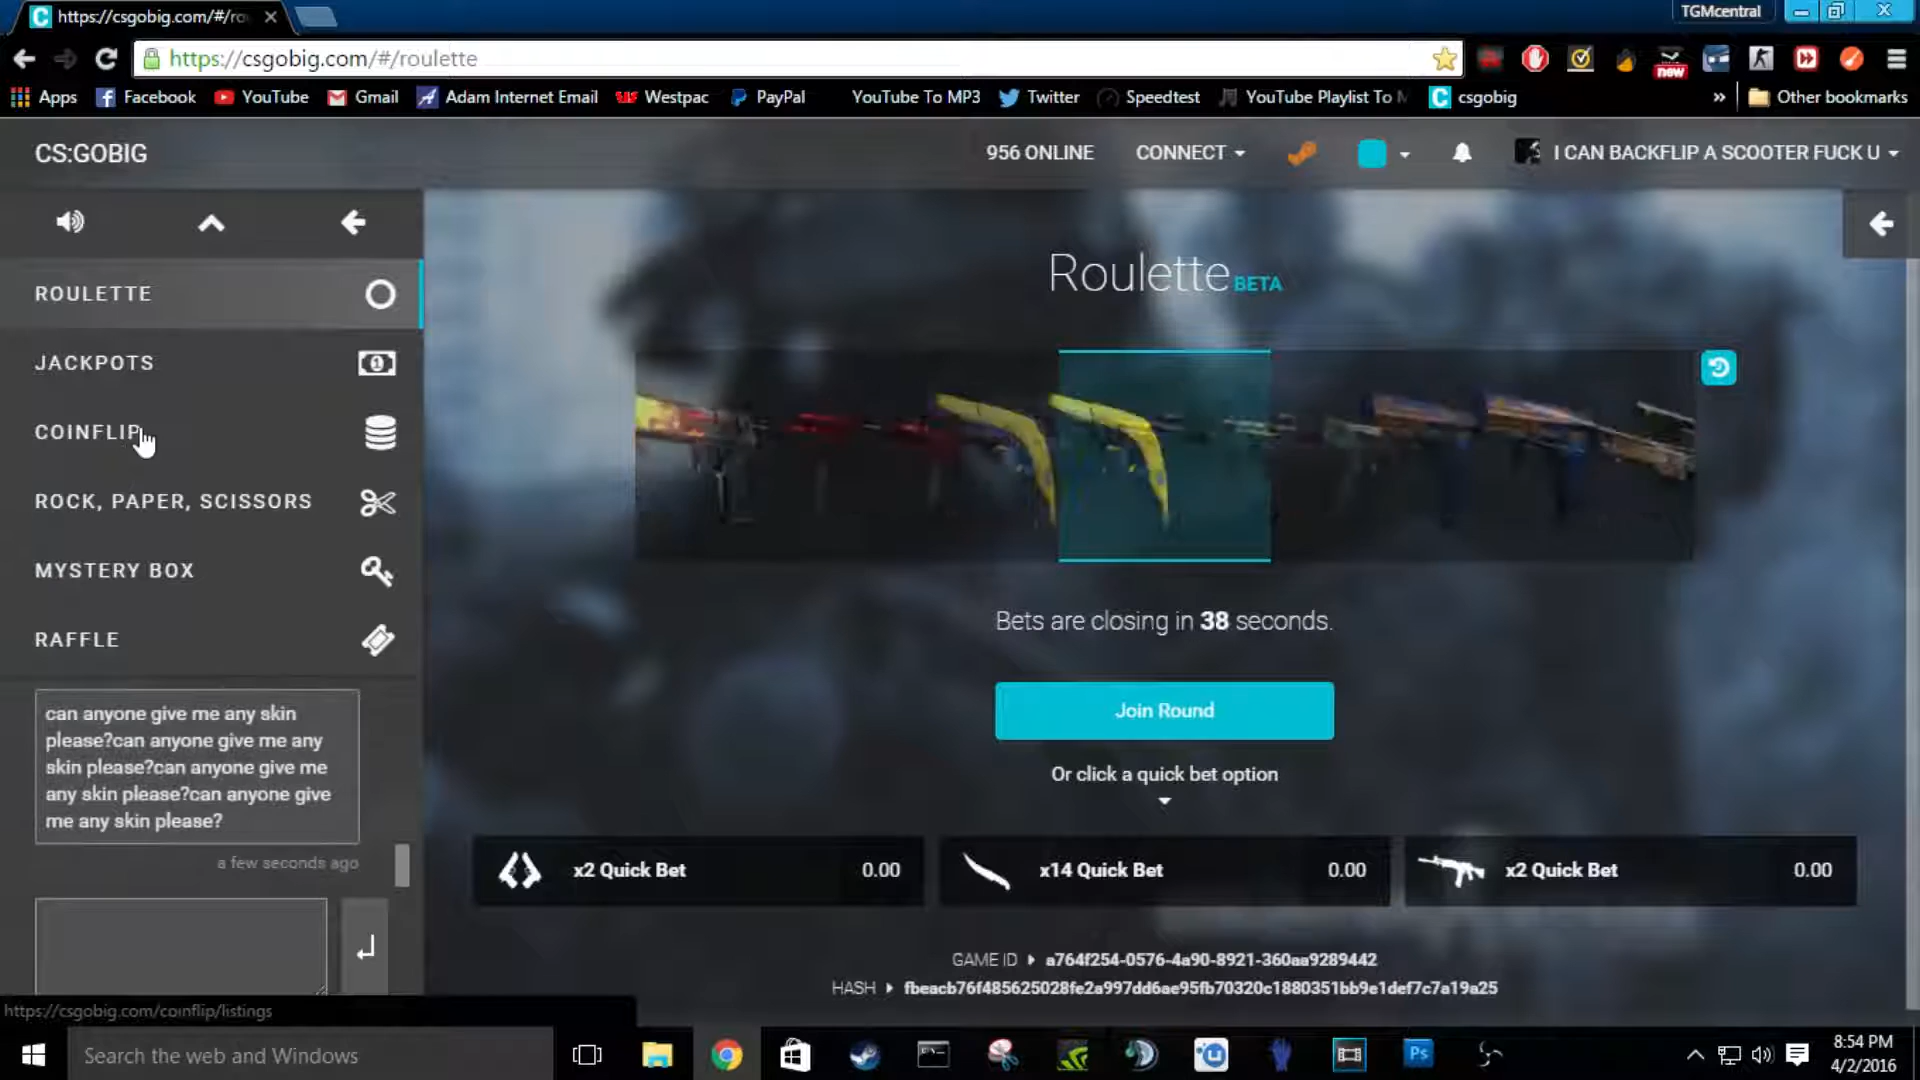 https://csgobig.com/#/ro
TGMcentral
https://csgobig.com/#/roulette
new
Apps
Facebook
YouTube
Gmail
Adam Internet Email
Westpac
PayPal
YouTube To MP3
Twitter
Speedtest
YouTube Playlist To M
csgobig
»
Other bookmarks
CS:GOBIG
956 ONLINE
CONNECT
I CAN BACKFLIP A SCOOTER FUCK U
ROULETTE
JACKPOTS
COINFLIP
ROCK, PAPER, SCISSORS
MYSTERY BOX
RAFFLE
can anyone give me any skin
please?can anyone give me any
skin please?can anyone give me
any skin please?can anyone give
me any skin please?
a few seconds ago
https://csgobig.com/coinflip/listings
Roulette BETA
Bets are closing in 38 seconds.
Join Round
Or click a quick bet option
x2 Quick Bet 0.00
x14 Quick Bet 0.00
x2 Quick Bet 0.00
GAME ID a764f254-0576-4a90-8921-360aa9289442
HASH fbeacb76f485625028fe2a997dd6ae95fb70320c1880351bb9e1def7c7a19a25
Search the web and Windows
Ps
8:54 PM
4/2/2016